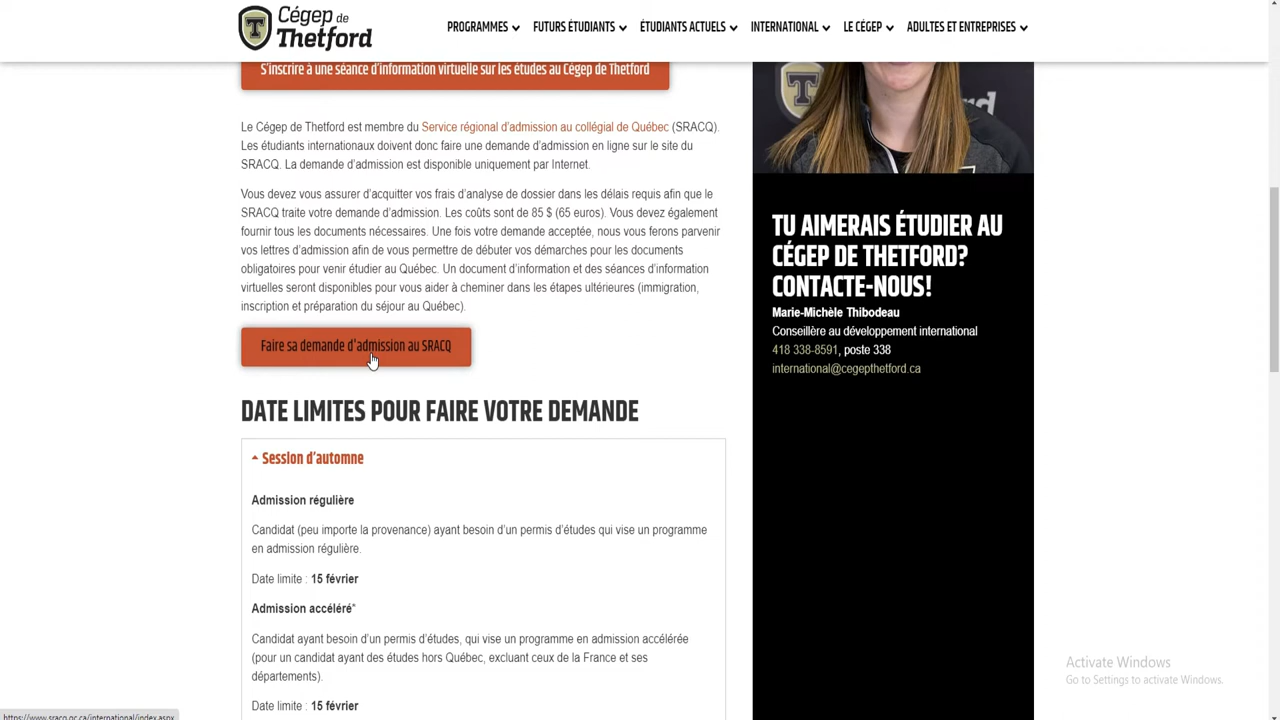 Cégep de
Thetford
PROGRAMMES FUTURS ÉTUDIANTS ÉTUDIANTS ACTUELS INTERNATIONAL LE CÉGEP ADULTES ET ENTREPRISES
S'inscrire à une séance d'information virtuelle sur les études au Cégep de Thetford
Le Cégep de Thetford est membre du Service régional d'admission au collégial de Québec (SRACQ).
Les étudiants internationaux doivent donc faire une demande d'admission en ligne sur le site du
SRACQ. La demande d'admission est disponible uniquement par Internet.
Vous devez vous assurer d'acquitter vos frais d'analyse de dossier dans les délais requis afin que le
SRACQ traite votre demande d'admission. Les coûts sont de 85 $ (65 euros). Vous devez également
fournir tous les documents nécessaires. Une fois votre demande acceptée, nous vous ferons parvenir
vos lettres d'admission afin de vous permettre de débuter vos démarches pour les documents
obligatoires pour venir étudier au Québec. Un document d'information et des séances d'information
virtuelles seront disponibles pour vous aider à cheminer dans les étapes ultérieures (immigration,
inscription et préparation du séjour au Québec).
Faire sa demande d'admission au SRACQ
DATE LIMITES POUR FAIRE VOTRE DEMANDE
Session d'automne
Admission régulière
Candidat (peu importe la provenance) ayant besoin d'un permis d'études qui vise un programme
en admission régulière.
Date limite : 15 février
Admission accéléré*
Candidat ayant besoin d'un permis d'études, qui vise un programme en admission accélérée
(pour un candidat ayant des études hors Québec, excluant ceux de la France et ses
départements).
Date limite : 15 février
TU AIMERAIS ÉTUDIER AU
CÉGEP DE THETFORD?
CONTACTE-NOUS!
Marie-Michèle Thibodeau
Conseillère au développement international
418 338-8591, poste 338
international@cegepthetford.ca
Activate Windows
Go to Settings to activate Windows.
https://www.sracq.qc.ca/international/index.aspx